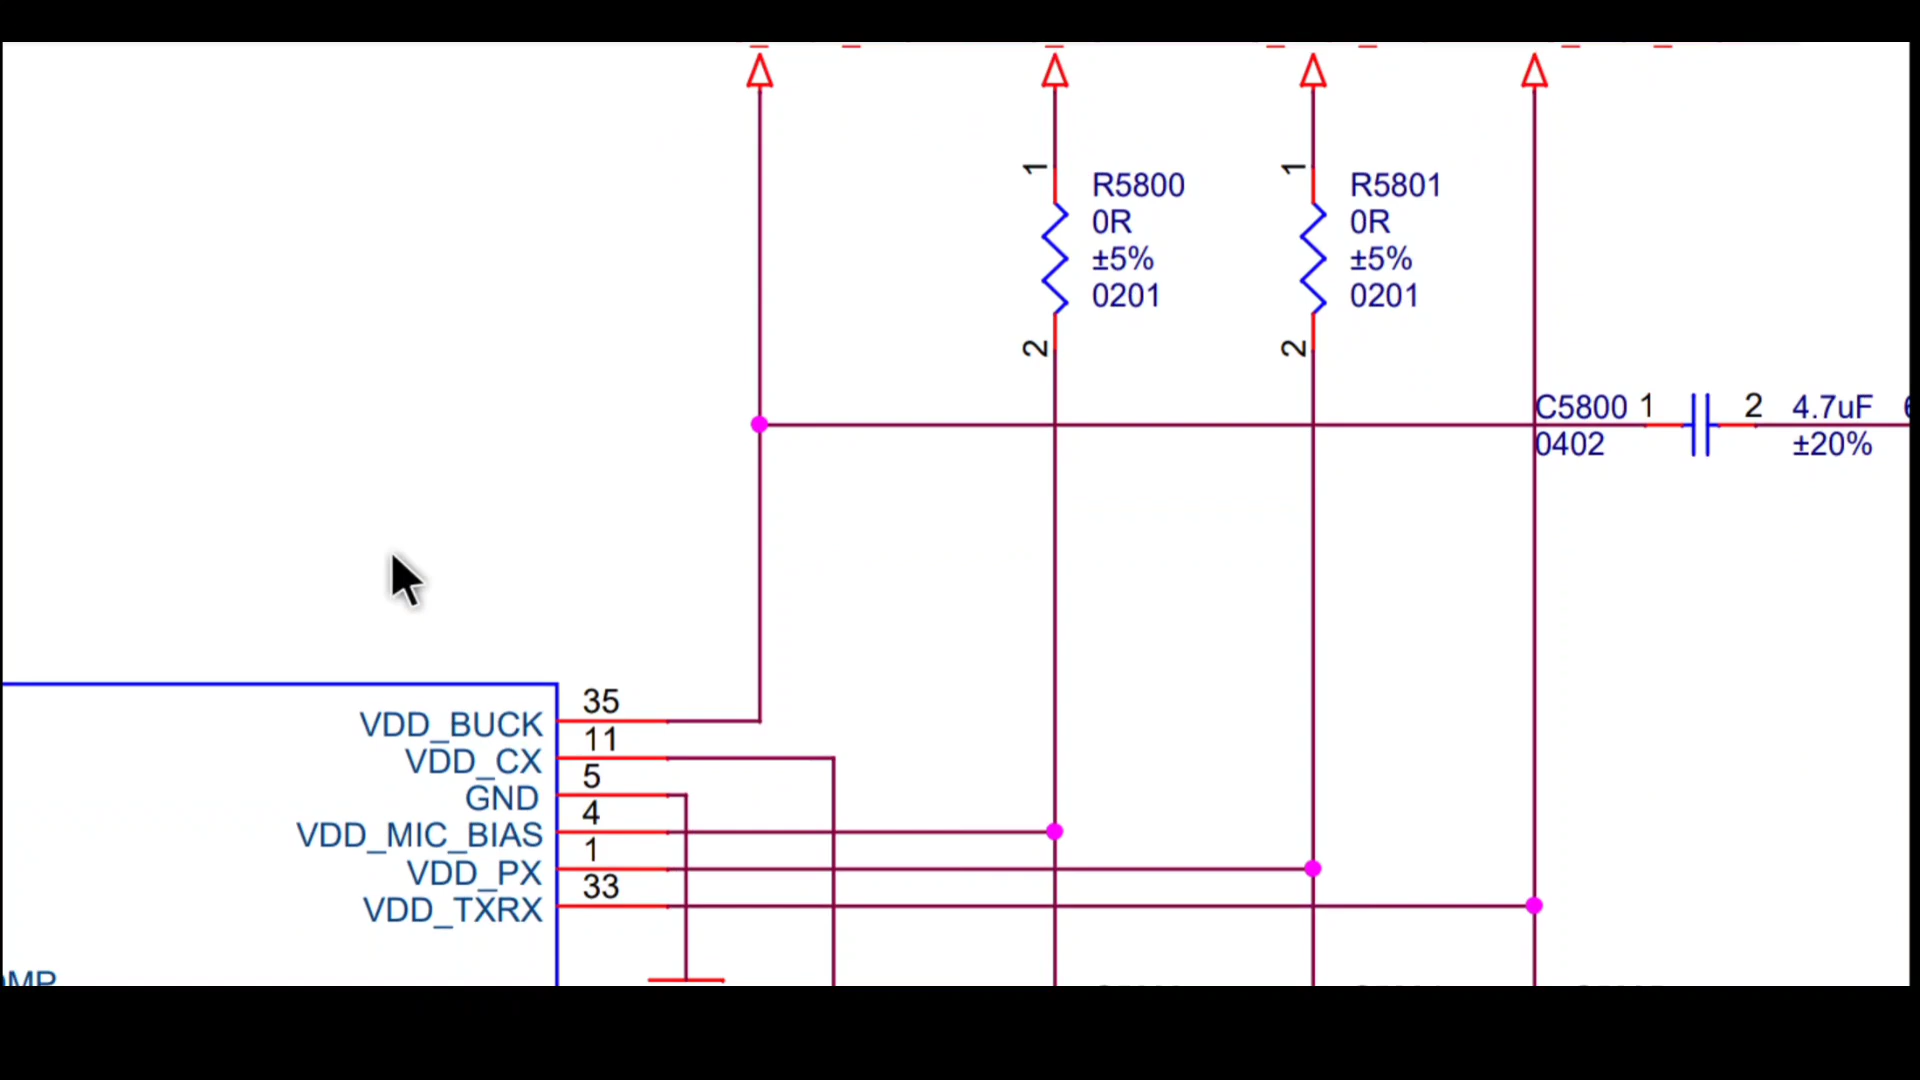 1
R5800
0R
±5%
0201
2
1
R5801
0R
±5%
0201
2
C5800 1
0402
2 4.7uF
±20%
VDD_BUCK 35
VDD_CX 11
GND 5
VDD_MIC_BIAS 4
VDD_PX 1
VDD_TXRX 33